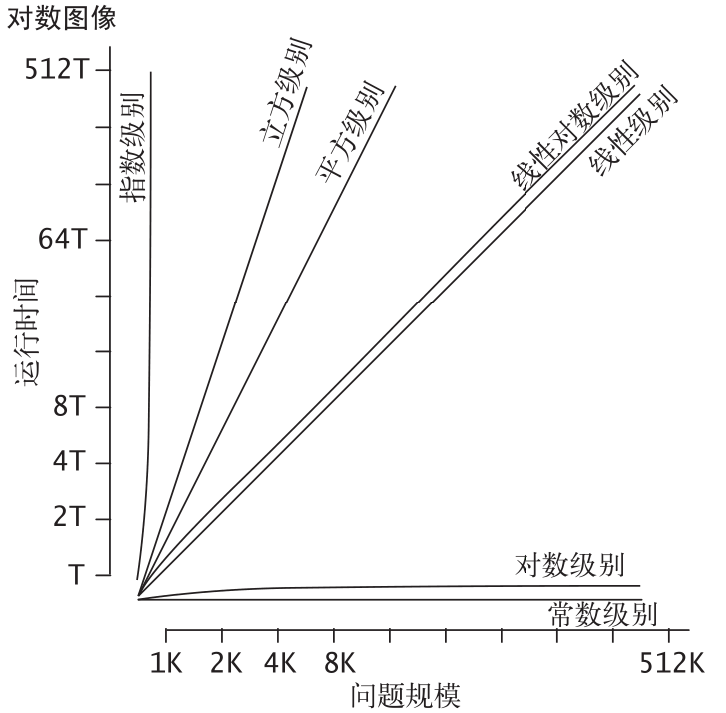 对数图像
512T
64T
8T
4T
2T
T
运行时间
指数级别
立方级别
平方级别
线性对数级别
线性级别
对数级别
常数级别
1K 2K 4K 8K 512K
问题规模